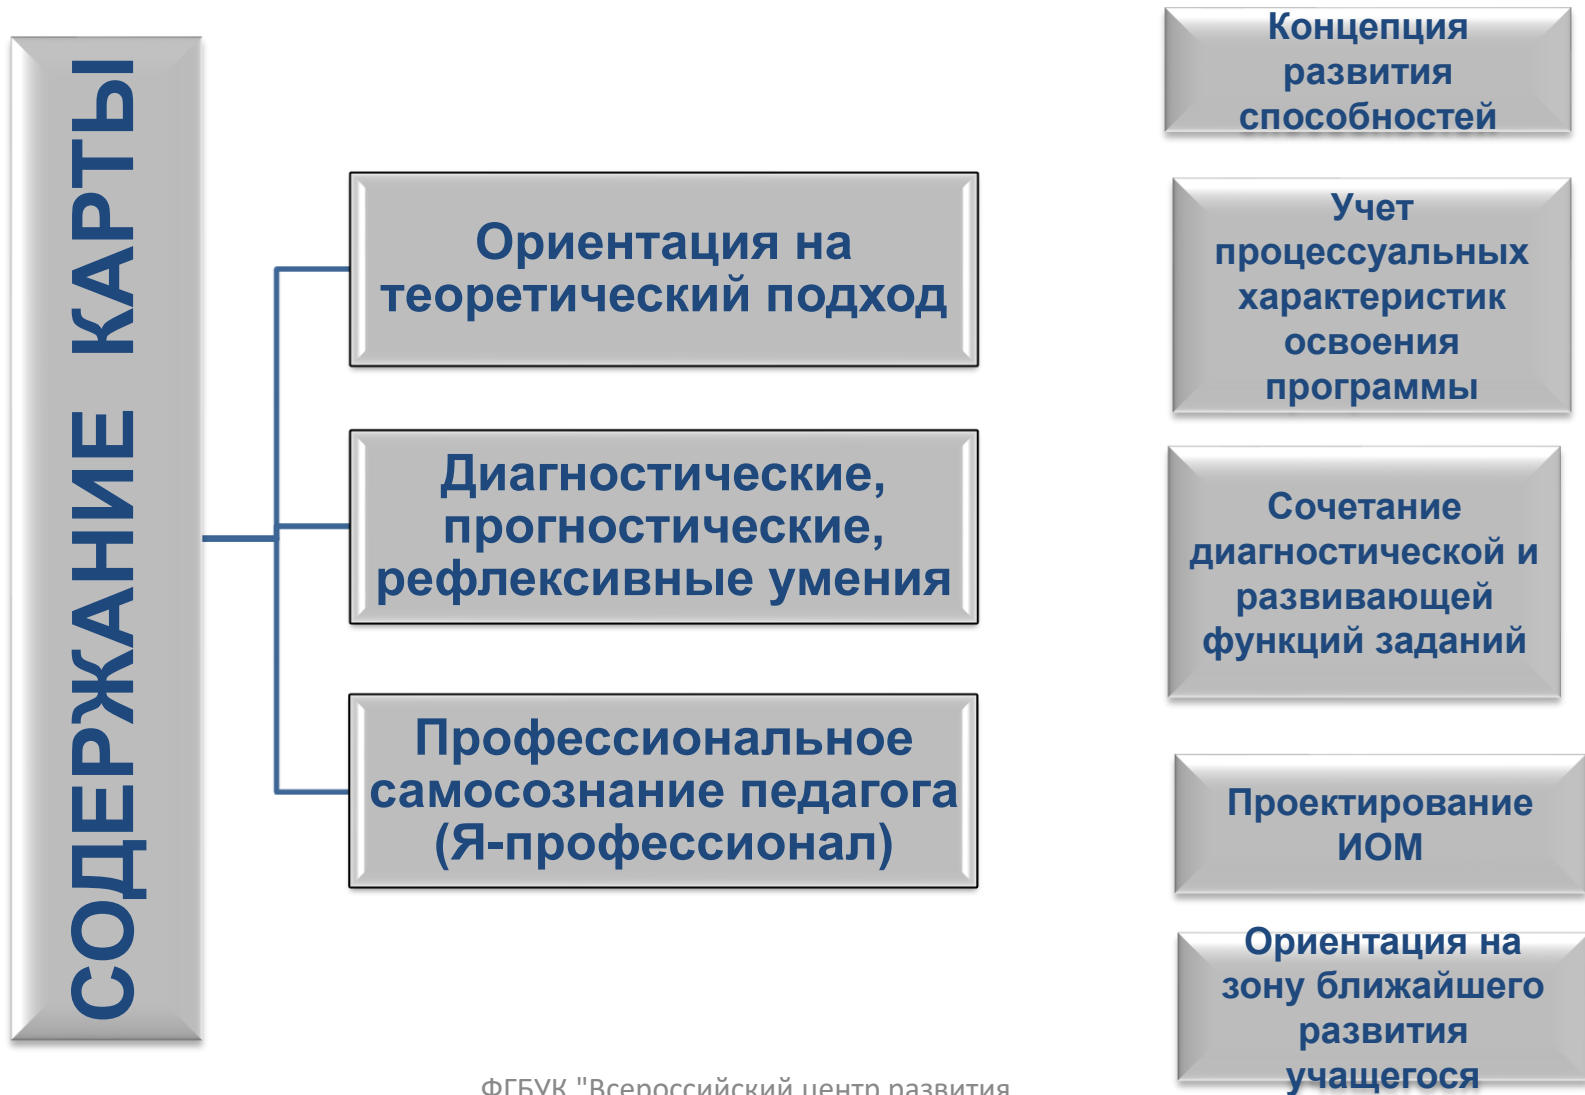 СОДЕРЖАНИЕ КАРТЫ
Ориентация на
теоретический подход
Диагностические,
прогностические,
рефлексивные умения
Профессиональное
самосознание педагога
(Я-профессионал)
Концепция
развития
способностей
Учет
процессуальных
характеристик
освоения
программы
Сочетание
диагностической и
развивающей
функций заданий
Проектирование
ИОМ
Ориентация на
зону ближайшего
развития
учащегося
ФГБУК "Всероссийский центр развития